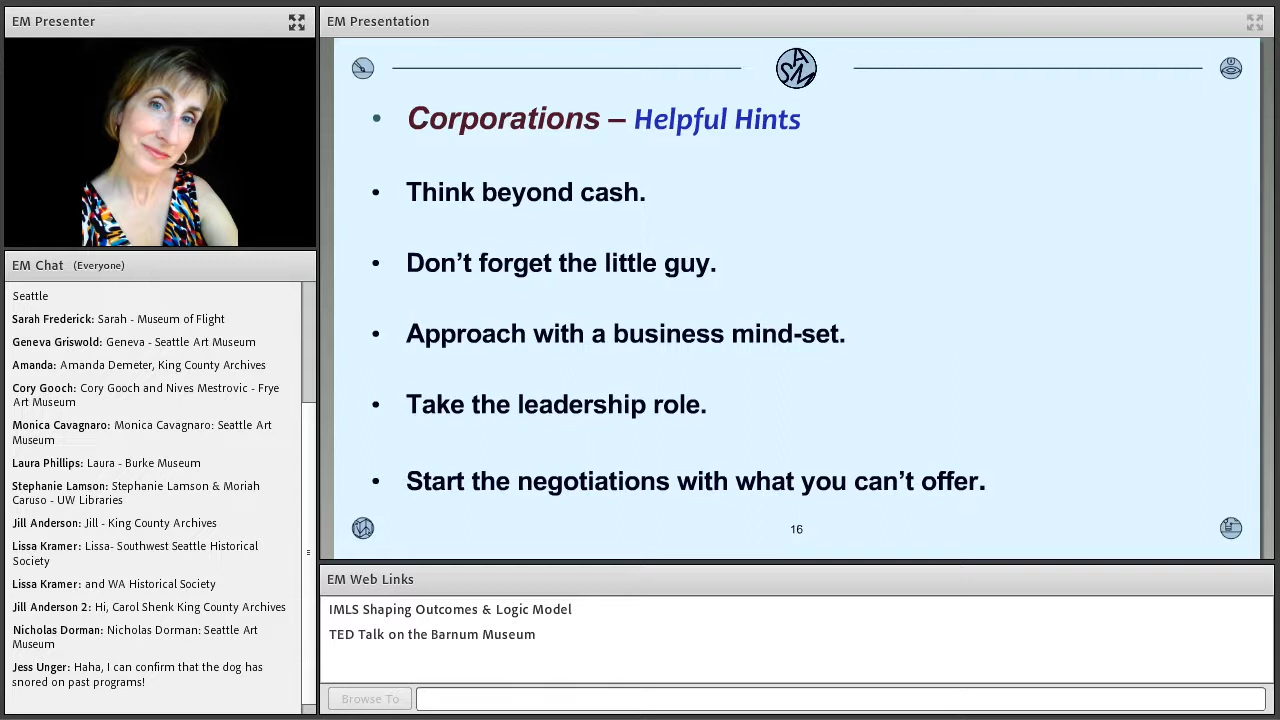 EM Presenter
EM Chat (Everyone)
Seattle
Sarah Frederick: Sarah - Museum of Flight
Geneva Griswold: Geneva - Seattle Art Museum
Amanda: Amanda Demeter, King County Archives
Cory Gooch: Cory Gooch and Nives Mestrovic - Frye
Art Museum
Monica Cavagnaro: Monica Cavagnaro: Seattle Art
Museum
Laura Phillips: Laura - Burke Museum
Stephanie Lamson: Stephanie Lamson & Moriah
Caruso - UW Libraries
Jill Anderson: Jill - King County Archives
Lissa Kramer: Lissa- Southwest Seattle Historical
Society
Lissa Kramer: and WA Historical Society
Jill Anderson 2: Hi, Carol Shenk King County Archives
Nicholas Dorman: Nicholas Dorman: Seattle Art
Museum
Jess Unger: Haha, I can confirm that the dog has
snored on past programs!
EM Presentation
ASM
• Corporations – Helpful Hints
• Think beyond cash.
• Don’t forget the little guy.
• Approach with a business mind-set.
• Take the leadership role.
• Start the negotiations with what you can’t offer.
16
EM Web Links
IMLS Shaping Outcomes & Logic Model
TED Talk on the Barnum Museum
Browse To